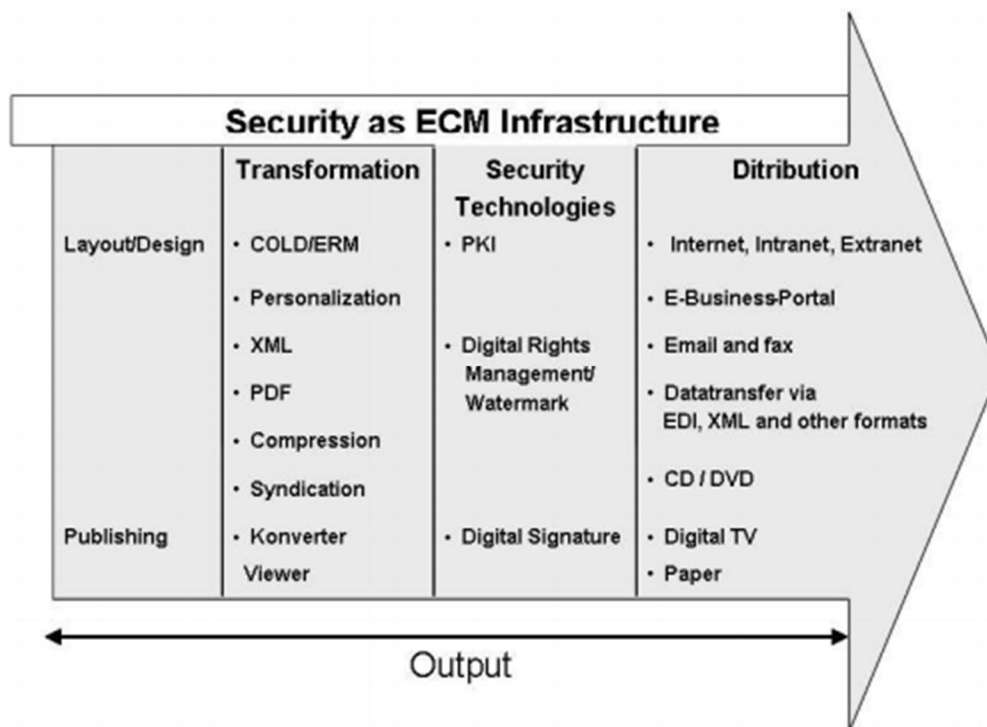 Security as ECM Infrastructure
Layout/Design
Publishing
Transformation
• COLD/ERM
• Personalization
• XML
• PDF
• Compression
• Syndication
• Konverter
Viewer
Security
Technologies
• PKI
• Digital Rights
Management/
Watermark
• Digital Signature
Ditribution
• Internet, Intranet, Extranet
• E-Business-Portal
• Email and fax
• Datatransfer via
EDI, XML and other formats
• CD / DVD
• Digital TV
• Paper
Output